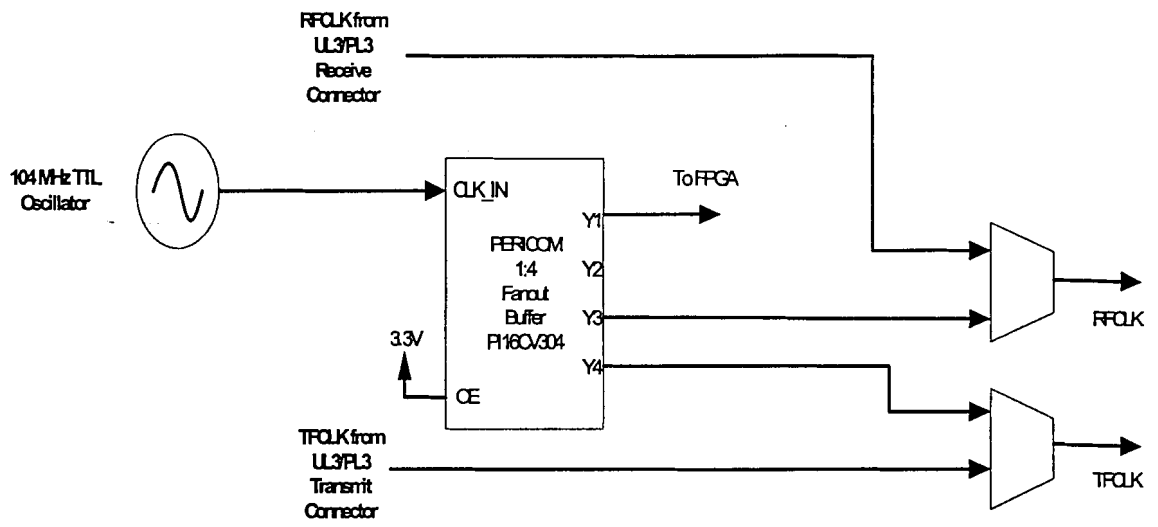 RFCLK from
UL3/PL3
Receive
Connector
104 MHz TTL
Oscillator
CLK_IN
To FPGA
Y1
PERICOM
1:4
Fanout
Buffer
PI16CV304
Y2
Y3
Y4
3.3V
OE
RFCLK
TFCLK from
UL3/PL3
Transmit
Connector
TFCLK